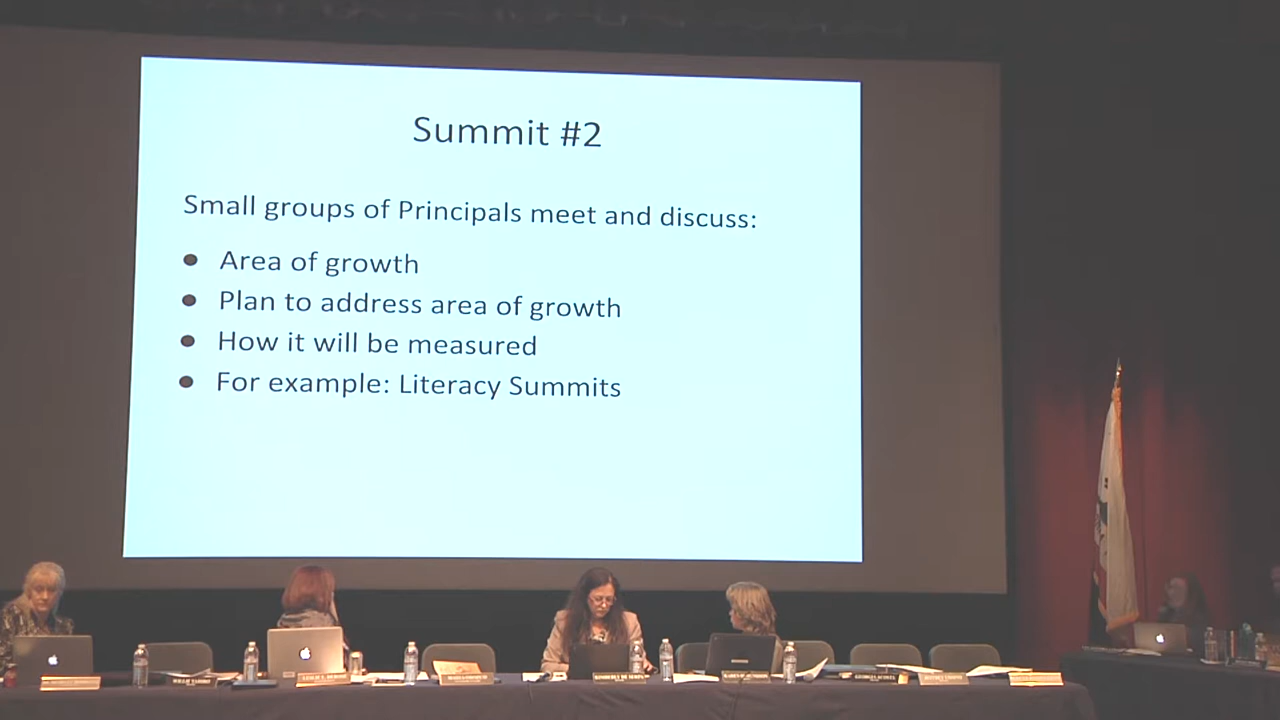 Summit #2
Small groups of Principals meet and discuss:
● Area of growth
● Plan to address area of growth
● How it will be measured
● For example: Literacy Summits